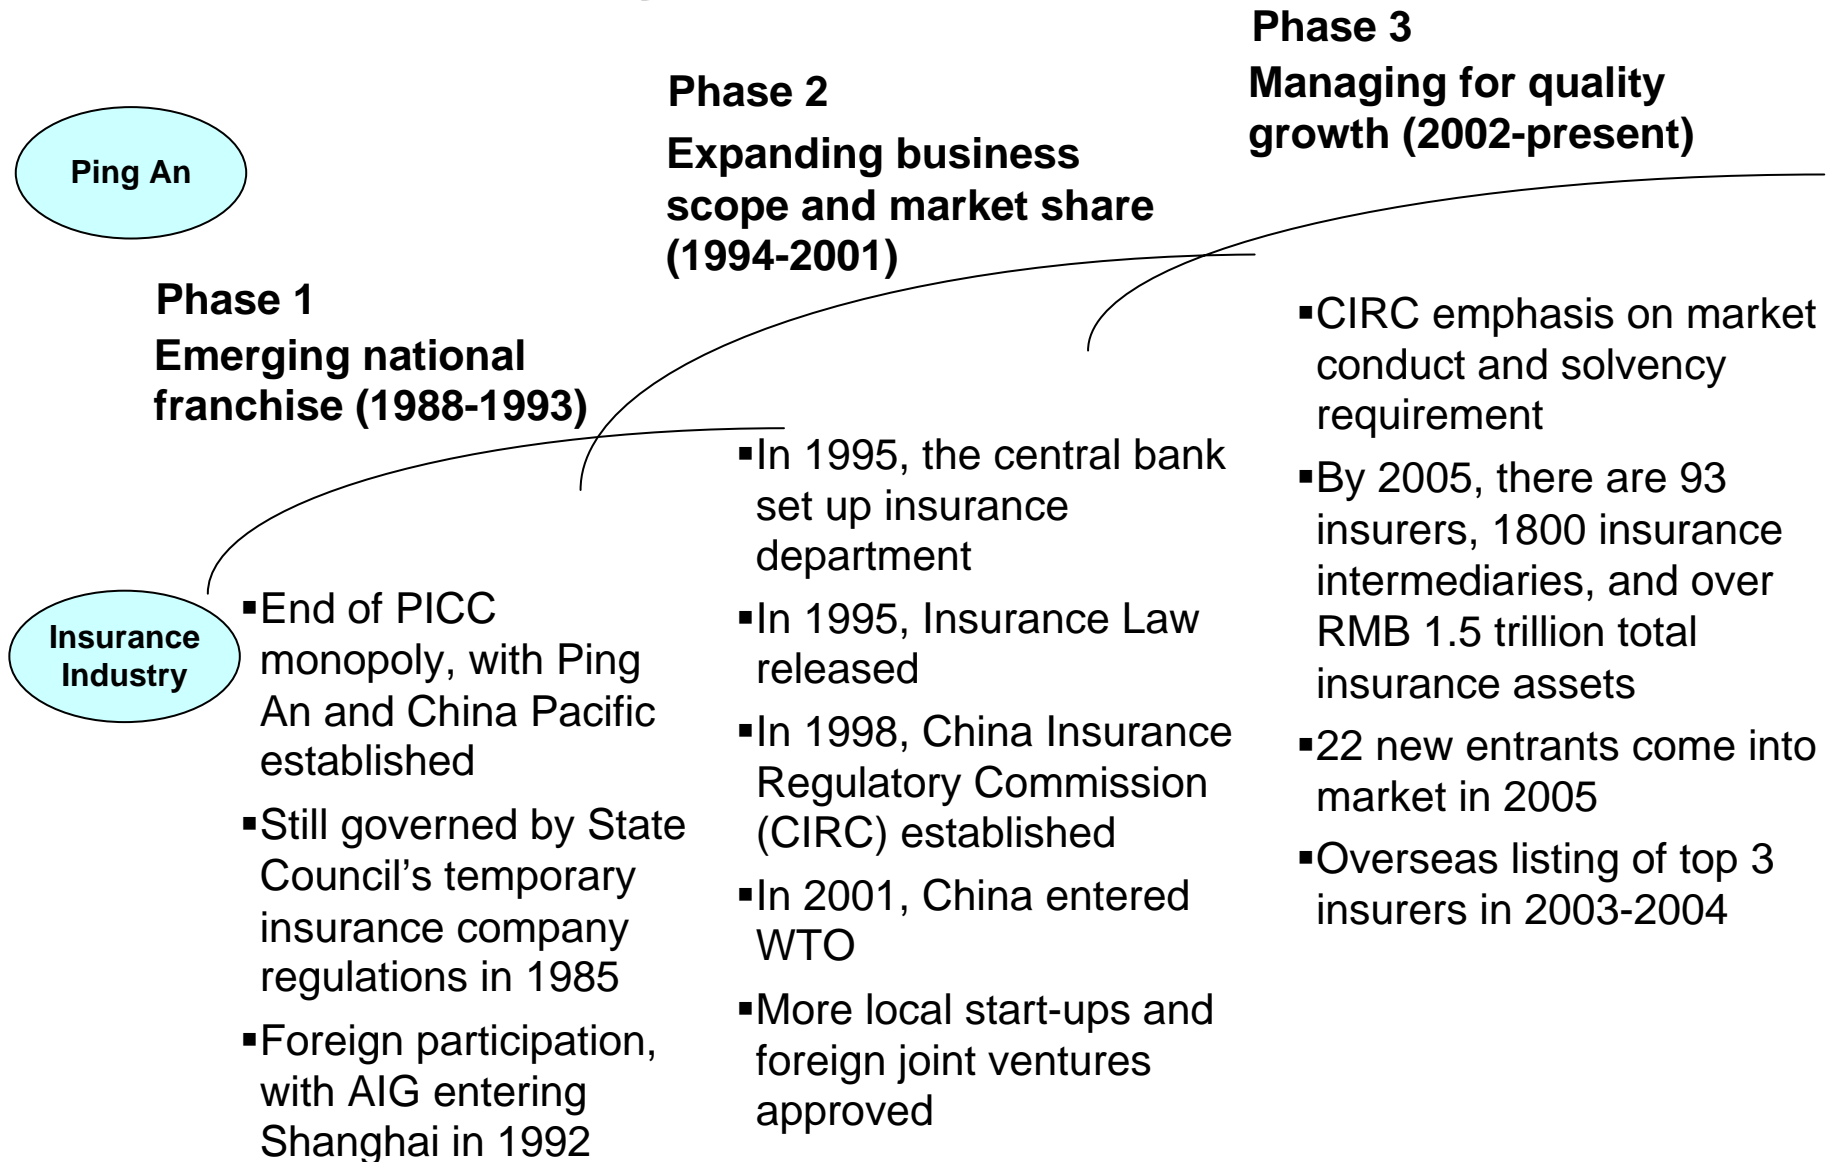 Ping An
Phase 1
Emerging national
franchise (1988-1993)
Phase 2
Expanding business
scope and market share
(1994-2001)
Phase 3
Managing for quality
growth (2002-present)
Insurance
Industry
▪End of PICC
monopoly, with Ping
An and China Pacific
established
▪Still governed by State
Council’s temporary
insurance company
regulations in 1985
▪Foreign participation,
with AIG entering
Shanghai in 1992
▪In 1995, the central bank
set up insurance
department
▪In 1995, Insurance Law
released
▪In 1998, China Insurance
Regulatory Commission
(CIRC) established
▪In 2001, China entered
WTO
▪More local start-ups and
foreign joint ventures
approved
▪CIRC emphasis on market
conduct and solvency
requirement
▪By 2005, there are 93
insurers, 1800 insurance
intermediaries, and over
RMB 1.5 trillion total
insurance assets
▪22 new entrants come into
market in 2005
▪Overseas listing of top 3
insurers in 2003-2004